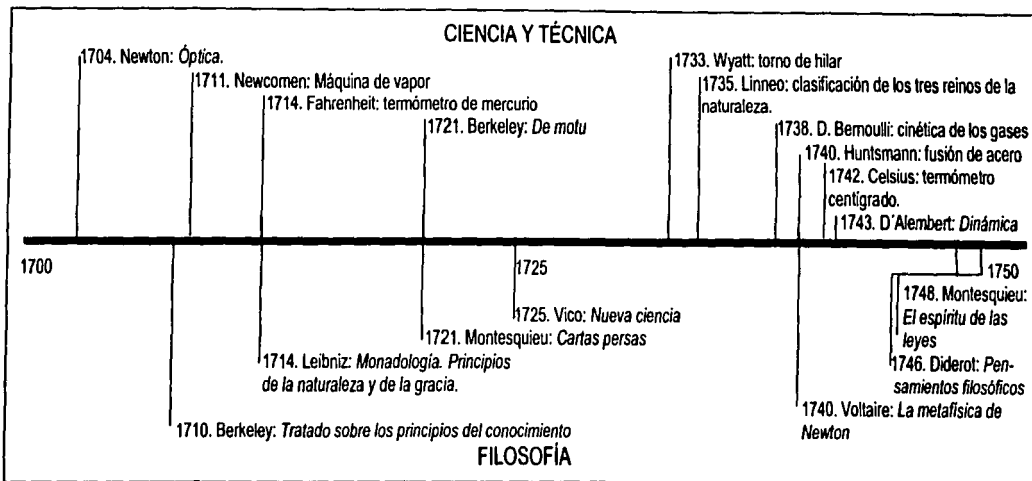 CIENCIA Y TÉCNICA
1704. Newton: Óptica.
1711. Newcomen: Máquina de vapor
1714. Fahrenheit: termómetro de mercurio
1721. Berkeley: De motu
1733. Wyatt: torno de hilar
1735. Linneo: clasificación de los tres reinos de la
naturaleza.
1738. D. Bernoulli: cinética de los gases
1740. Huntsmann: fusión de acero
1742. Celsius: termómetro
centígrado.
1743. D'Alembert: Dinámica
1700
1725
1750
1748. Montesquieu:
El espíritu de las
leyes
1725. Vico: Nueva ciencia
1721. Montesquieu: Cartas persas
1714. Leibniz: Monadología. Principios
de la naturaleza y de la gracia.
1746. Diderot: Pen-
samientos filosóficos
1740. Voltaire: La metafísica de
Newton
1710. Berkeley: Tratado sobre los principios del conocimiento
FILOSOFÍA